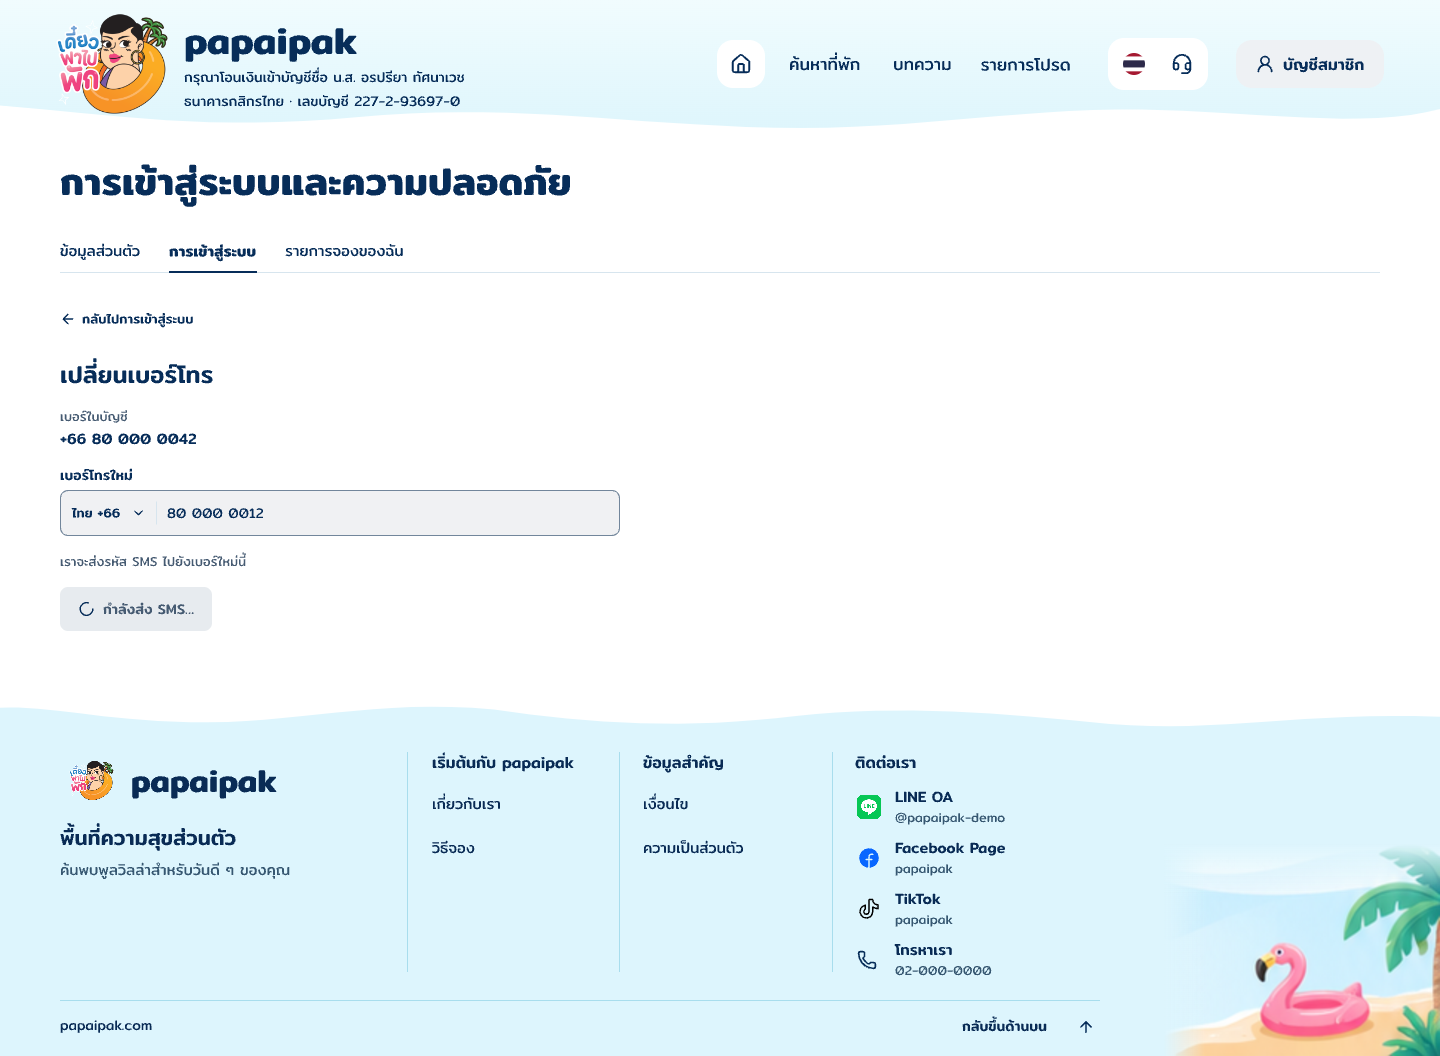 เดี๋ยว
พาไป
พัก
papaipak
กรุณาโอนเงินเข้าบัญชีชื่อ น.ส. อรปรียา ทัศนาเวช
ธนาคารกสิกรไทย · เลขบัญชี 227-2-93697-0
ค้นหาที่พัก
บทความ
รายการโปรด
บัญชีสมาชิก
การเข้าสู่ระบบและความปลอดภัย
ข้อมูลส่วนตัว
การเข้าสู่ระบบ
รายการจองของฉัน
กลับไปการเข้าสู่ระบบ
เปลี่ยนเบอร์โทร
เบอร์ในบัญชี
+66 80 000 0042
เบอร์โทรใหม่
ไทย +66
80 000 0012
เราจะส่งรหัส SMS ไปยังเบอร์ใหม่นี้
กำลังส่ง SMS...
เดี๋ยว
พาไป
พัก
papaipak
พื้นที่ความสุขส่วนตัว
ค้นพบพูลวิลล่าสำหรับวันดี ๆ ของคุณ
เริ่มต้นกับ papaipak
เกี่ยวกับเรา
วิธีจอง
ข้อมูลสำคัญ
เงื่อนไข
ความเป็นส่วนตัว
ติดต่อเรา
LINE
LINE OA
@papaipak-demo
Facebook Page
papaipak
TikTok
papaipak
โทรหาเรา
02-000-0000
papaipak.com
กลับขึ้นด้านบน